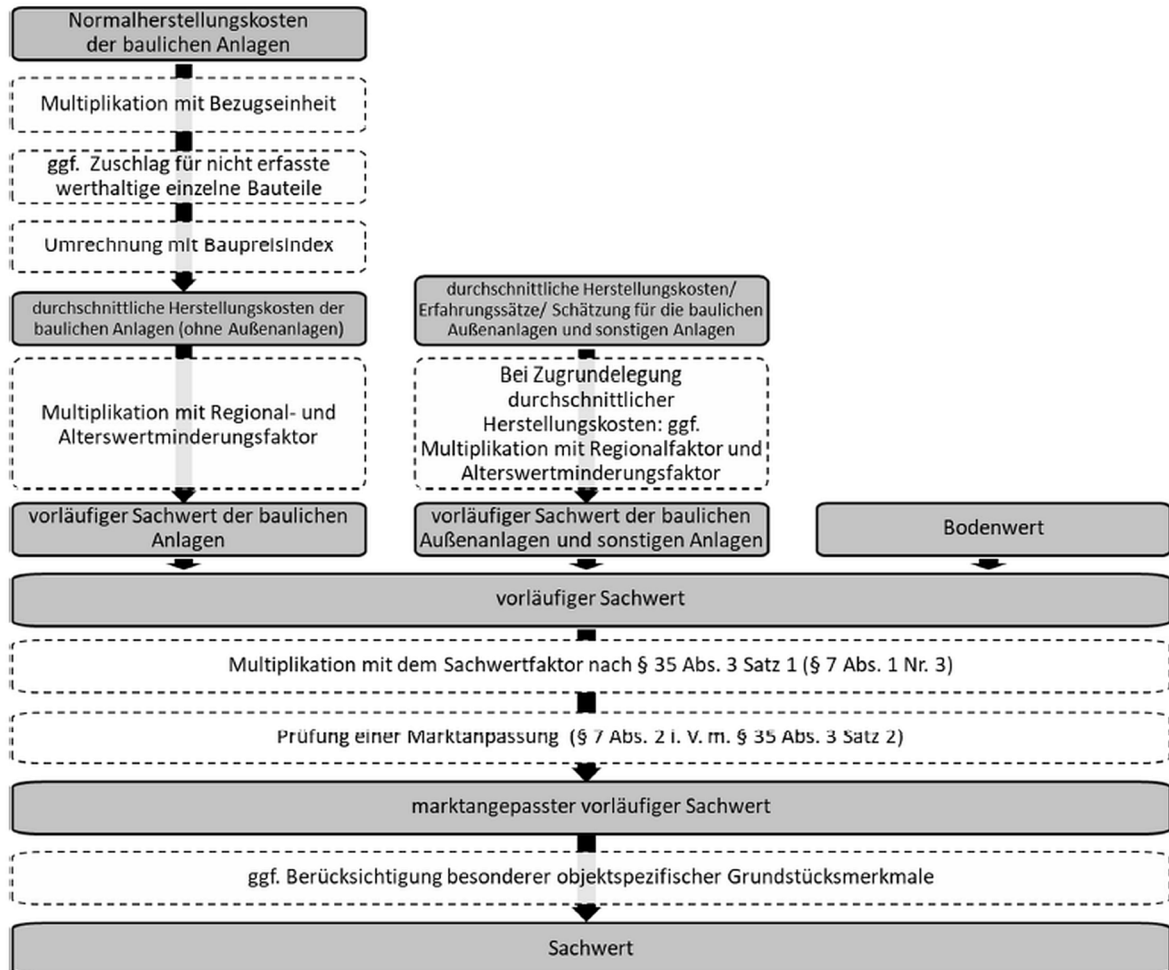 Normalherstellungskosten
der baulichen Anlagen
Multiplikation mit Bezugseinheit
ggf. Zuschlag für nicht erfasste
werthaltige einzelne Bauteile
Umrechnung mit Baupreisindex
durchschnittliche Herstellungskosten der
baulichen Anlagen (ohne Außenanlagen)
Multiplikation mit Regional- und
Alterswertminderungsfaktor
vorläufiger Sachwert der baulichen
Anlagen
durchschnittliche Herstellungskosten/
Erfahrungssätze/ Schätzung für die baulichen
Außenanlagen und sonstigen Anlagen
Bei Zugrundelegung
durchschnittlicher
Herstellungskosten: ggf.
Multiplikation mit Regionalfaktor und
Alterswertminderungsfaktor
vorläufiger Sachwert der baulichen
Außenanlagen und sonstigen Anlagen
Bodenwert
vorläufiger Sachwert
Multiplikation mit dem Sachwertfaktor nach § 35 Abs. 3 Satz 1 (§ 7 Abs. 1 Nr. 3)
Prüfung einer Marktanpassung (§ 7 Abs. 2 i. V. m. § 35 Abs. 3 Satz 2)
marktangepasster vorläufiger Sachwert
ggf. Berücksichtigung besonderer objektspezifischer Grundstücksmerkmale
Sachwert